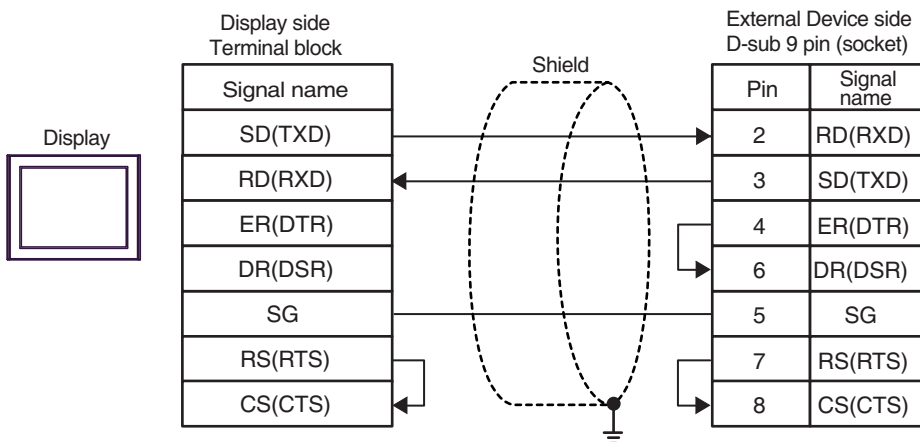 Display side
Terminal block
External Device side
D-sub 9 pin (socket)
Shield
Display
Signal name
Pin
Signal
name
SD(TXD)
2
RD(RXD)
RD(RXD)
3
SD(TXD)
ER(DTR)
4
ER(DTR)
DR(DSR)
6
DR(DSR)
SG
5
SG
RS(RTS)
7
RS(RTS)
CS(CTS)
8
CS(CTS)